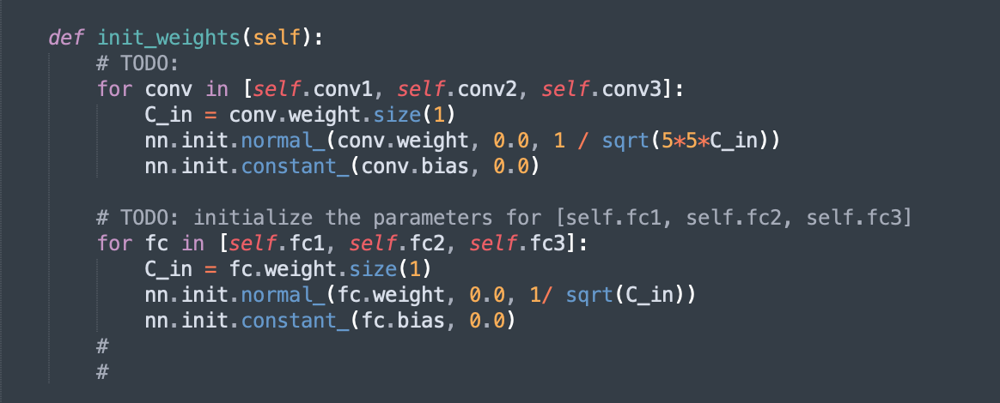 def init_weights(self):
    # TODO:
    for conv in [self.conv1, self.conv2, self.conv3]:
        C_in = conv.weight.size(1)
        nn.init.normal_(conv.weight, 0.0, 1 / sqrt(5*5*C_in))
        nn.init.constant_(conv.bias, 0.0)

    # TODO: initialize the parameters for [self.fc1, self.fc2, self.fc3]
    for fc in [self.fc1, self.fc2, self.fc3]:
        C_in = fc.weight.size(1)
        nn.init.normal_(fc.weight, 0.0, 1/ sqrt(C_in))
        nn.init.constant_(fc.bias, 0.0)
    #
    #